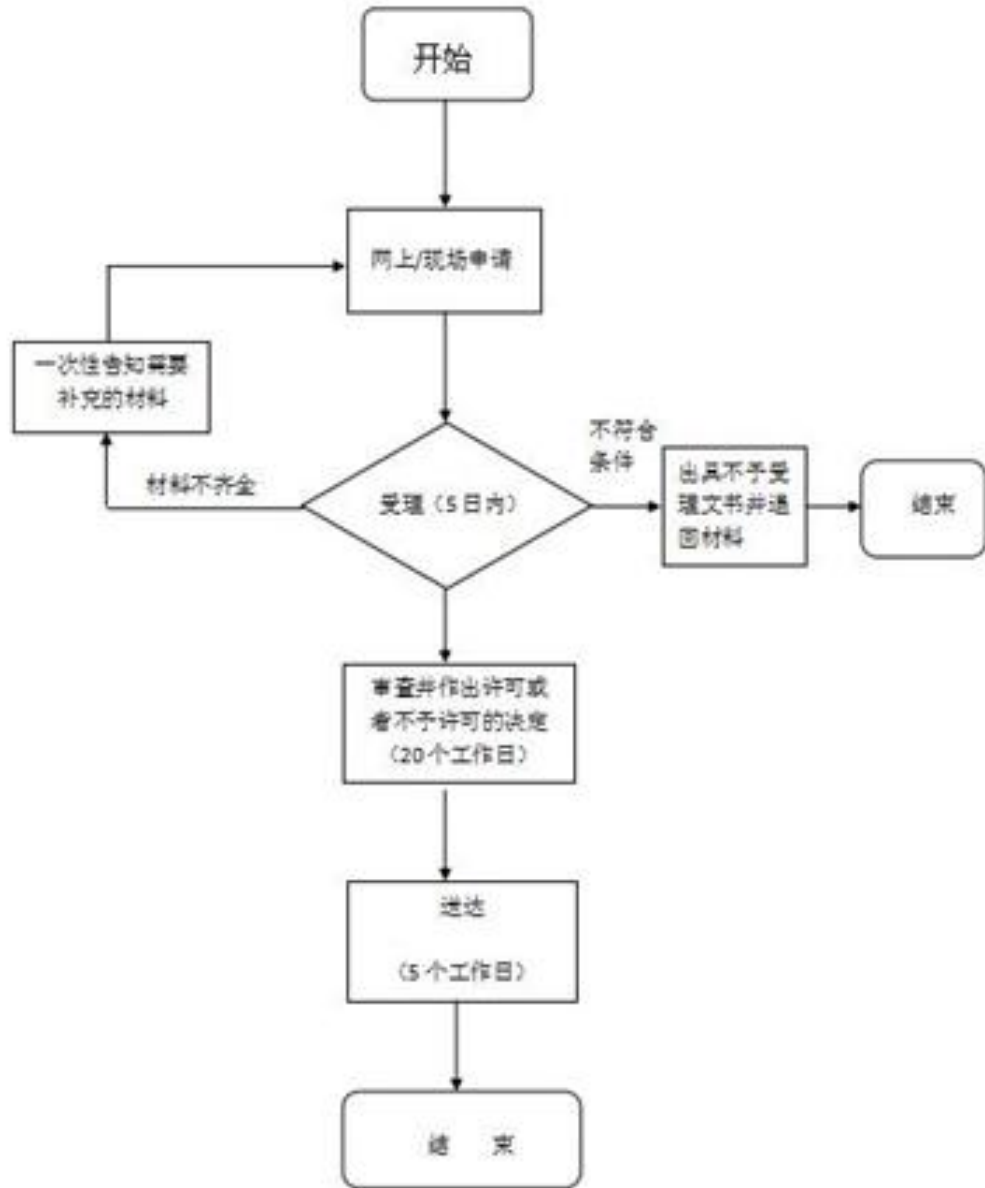 开始
网上/现场申请
一次性告知需要
补充的材料
材料不齐全
受理（5日内）
不符合
条件
出具不予受
理文书并退
回材料
结束
审查并作出许可或
者不予许可的决定
（20个工作日）
送达
（5个工作日）
结 束